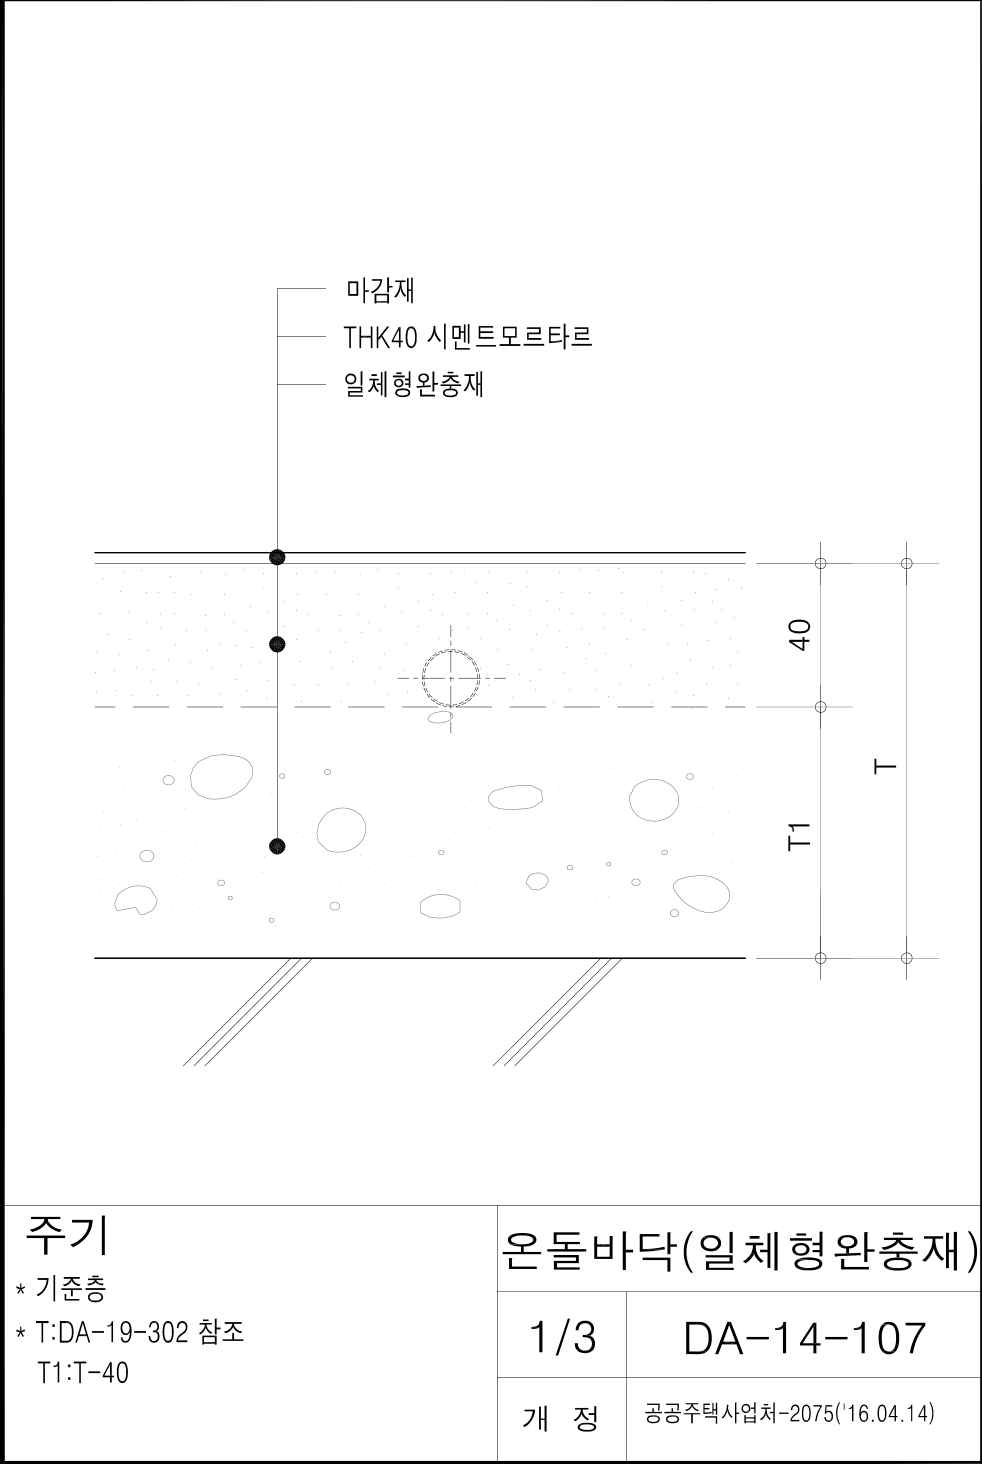 마감재
THK40 시멘트모르타르
일체형완충재
40
T
T1
주기
* 기준층
* T:DA-19-302 참조
T1:T-40
온돌바닥(일체형완충재)
1/3
DA-14-107
개 정
공공주택사업처-2075('16.04.14)